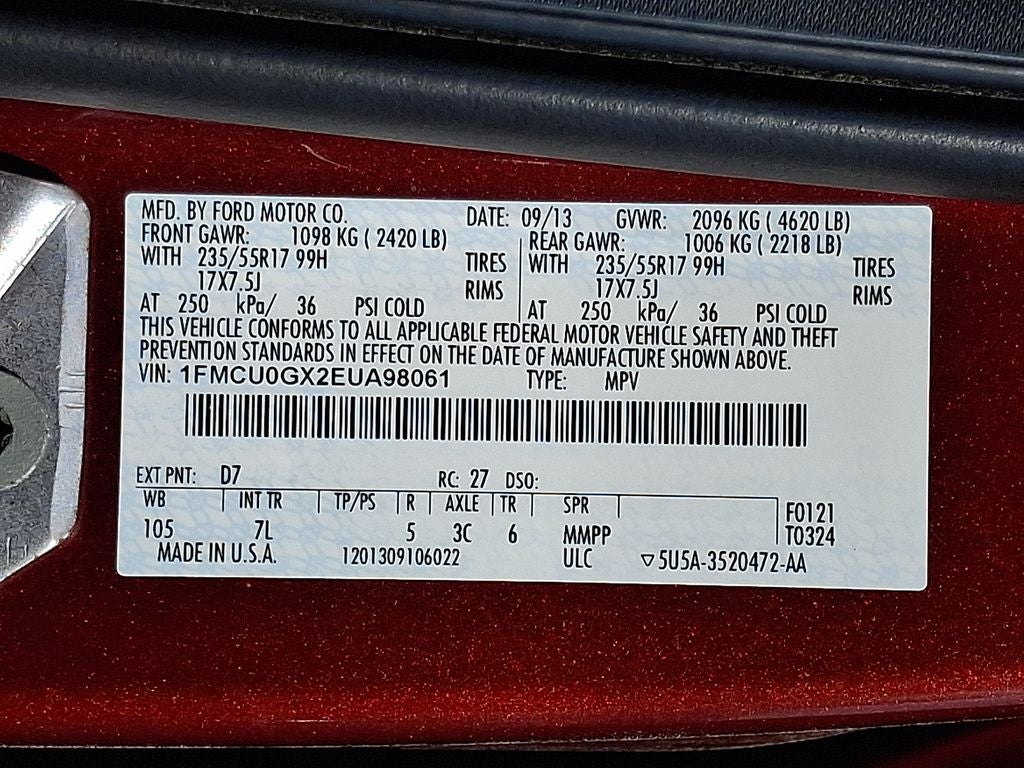 MFD. BY FORD MOTOR CO. DATE: 09/13 GVWR: 2096 KG ( 4620 LB)
FRONT GAWR: 1098 KG ( 2420 LB) REAR GAWR: 1006 KG ( 2218 LB)
WITH 235/55R17 99H TIRES WITH 235/55R17 99H TIRES
17X7.5J RIMS 17X7.5J RIMS
AT 250 kPa/ 36 PSI COLD AT 250 kPa/ 36 PSI COLD
THIS VEHICLE CONFORMS TO ALL APPLICABLE FEDERAL MOTOR VEHICLE SAFETY AND THEFT
PREVENTION STANDARDS IN EFFECT ON THE DATE OF MANUFACTURE SHOWN ABOVE.
VIN: 1FMCU0GX2EUA98061 TYPE: MPV
EXT PNT: D7 RC: 27 DSO:
WB INT TR TP/PS R AXLE TR SPR F0121
105 7L 5 3C 6 MMPP T0324
MADE IN U.S.A. 1201309106022 ULC ▽5U5A-3520472-AA